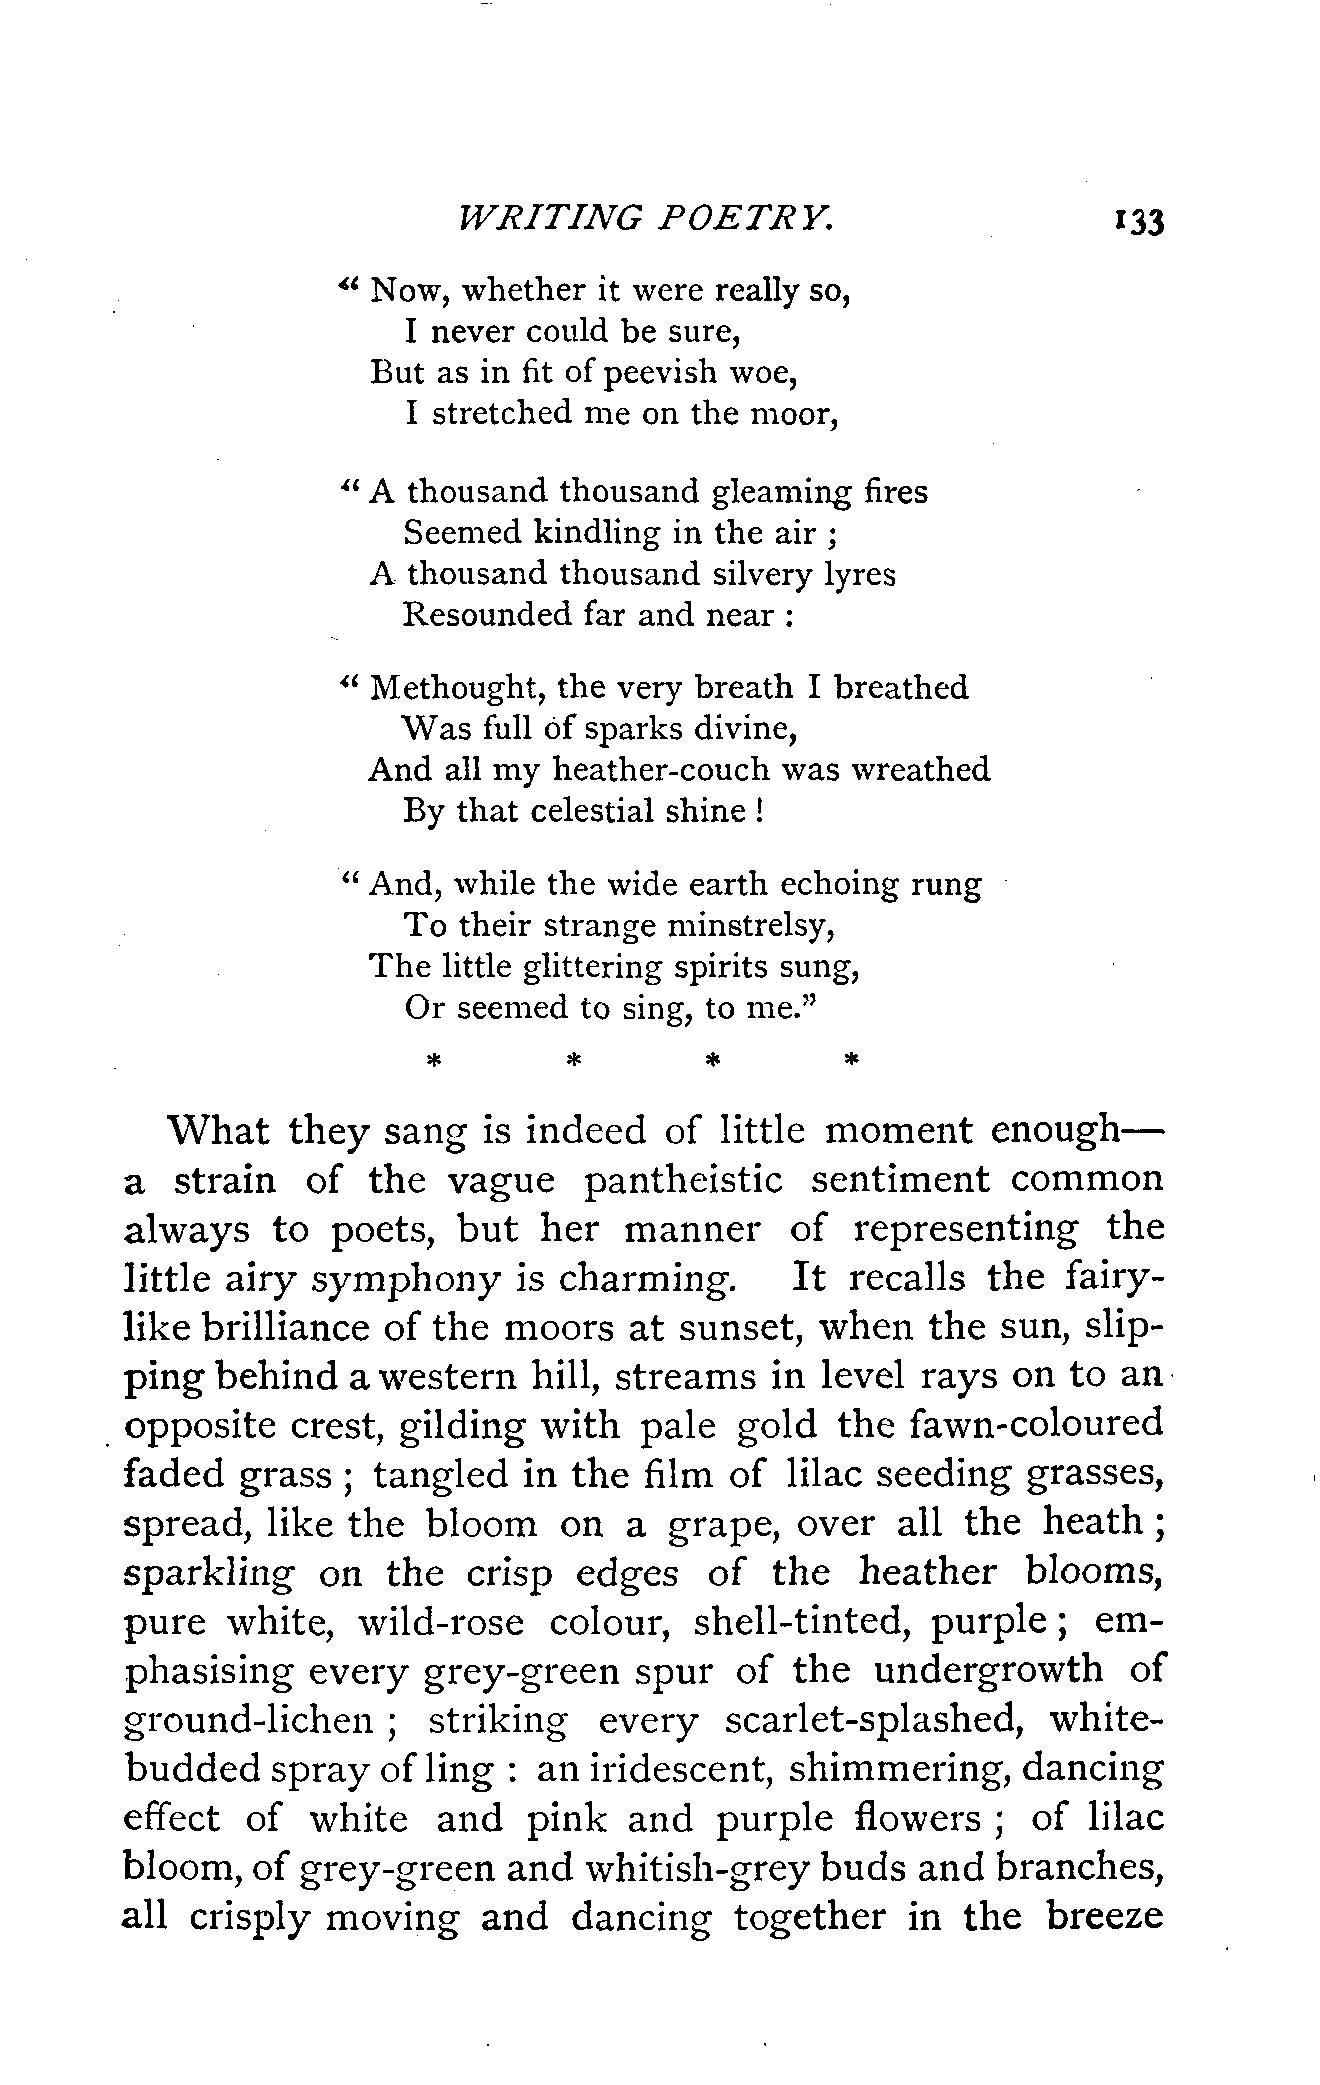 WRITING POETRY. 133
“ Now, whether it were really so,
I never could be sure,
But as in fit of peevish woe,
I stretched me on the moor,
“ A thousand thousand gleaming fires
Seemed kindling in the air ;
A thousand thousand silvery lyres
Resounded far and near :
“ Methought, the very breath I breathed
Was full of sparks divine,
And all my heather-couch was wreathed
By that celestial shine !
“ And, while the wide earth echoing rung
To their strange minstrelsy,
The little glittering spirits sung,
Or seemed to sing, to me.”
* * * *
What they sang is indeed of little moment enough—
a strain of the vague pantheistic sentiment common
always to poets, but her manner of representing the
little airy symphony is charming. It recalls the fairy-
like brilliance of the moors at sunset, when the sun, slip-
ping behind a western hill, streams in level rays on to an
opposite crest, gilding with pale gold the fawn-coloured
faded grass ; tangled in the film of lilac seeding grasses,
spread, like the bloom on a grape, over all the heath ;
sparkling on the crisp edges of the heather blooms,
pure white, wild-rose colour, shell-tinted, purple ; em-
phasising every grey-green spur of the undergrowth of
ground-lichen ; striking every scarlet-splashed, white-
budded spray of ling : an iridescent, shimmering, dancing
effect of white and pink and purple flowers ; of lilac
bloom, of grey-green and whitish-grey buds and branches,
all crisply moving and dancing together in the breeze